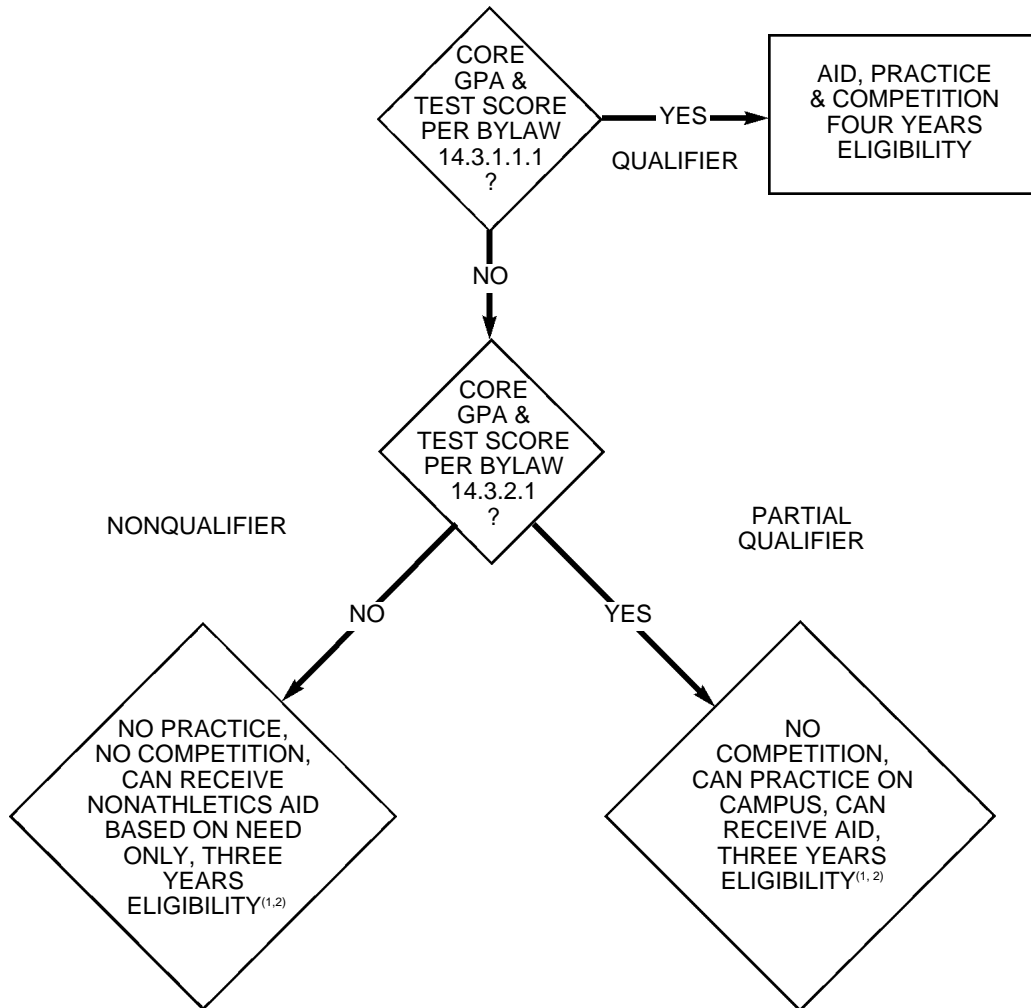 CORE
GPA &
TEST SCORE
PER BYLAW
14.3.1.1.1
?
YES
QUALIFIER
AID, PRACTICE
& COMPETITION
FOUR YEARS
ELIGIBILITY
NO
CORE
GPA &
TEST SCORE
PER BYLAW
14.3.2.1
?
NONQUALIFIER
PARTIAL
QUALIFIER
NO
YES
NO PRACTICE,
NO COMPETITION,
CAN RECEIVE
NONATHLETICS AID
BASED ON NEED
ONLY, THREE
YEARS
ELIGIBILITY(1,2)
NO
COMPETITION,
CAN PRACTICE ON
CAMPUS, CAN
RECEIVE AID,
THREE YEARS
ELIGIBILITY(1, 2)